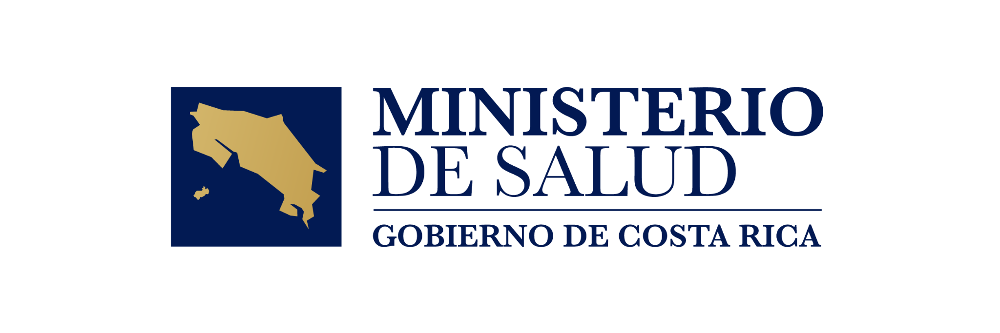 MINISTERIO
DE SALUD
GOBIERNO DE COSTA RICA